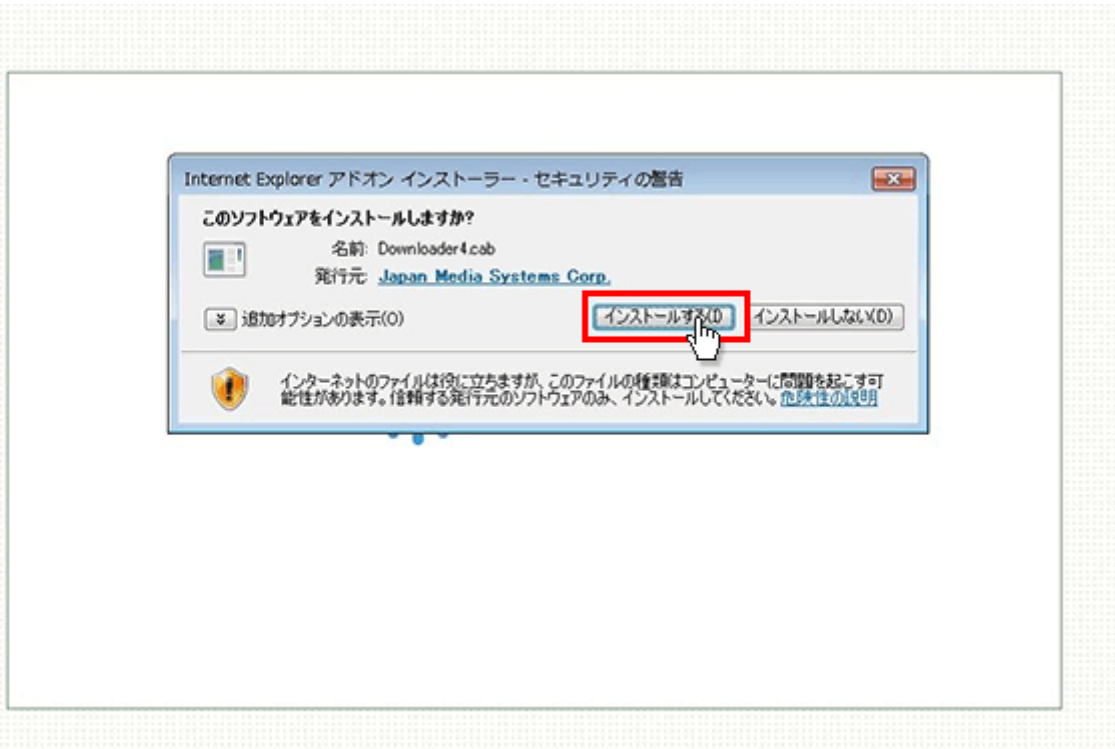 Internet Explorer アドオン インストーラー - セキュリティの警告
このソフトウェアをインストールしますか?
名前: Downloader4.cab
発行元: Japan Media Systems Corp.
追加オプションの表示(O)
インストールする(I)
インストールしない(D)
インターネットのファイルは役に立ちますが、このファイルの種類はコンピューターに問題を起こす可
能性があります。信頼する発行元のソフトウェアのみ、インストールしてください。危険性の説明